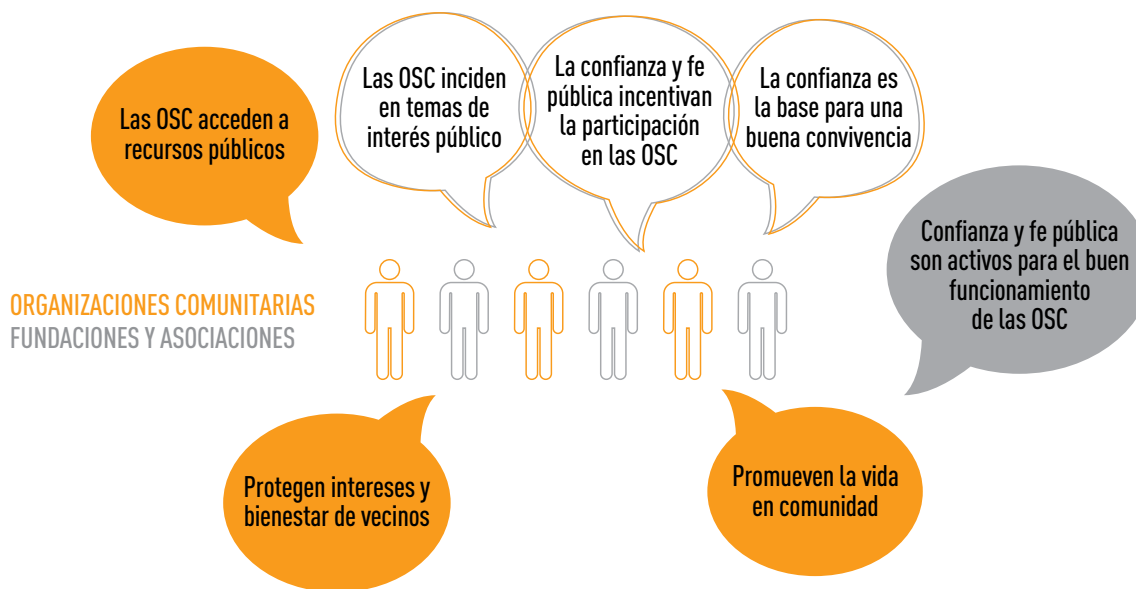 Las OSC acceden a
recursos públicos
Las OSC inciden
en temas de
interés público
La confianza y fe
pública incentivan
la participación
en las OSC
La confianza es
la base para una
buena convivencia
Confianza y fe pública
son activos para el buen
funcionamiento
de las OSC
ORGANIZACIONES COMUNITARIAS
FUNDACIONES Y ASOCIACIONES
Protegen intereses y
bienestar de vecinos
Promueven la vida
en comunidad